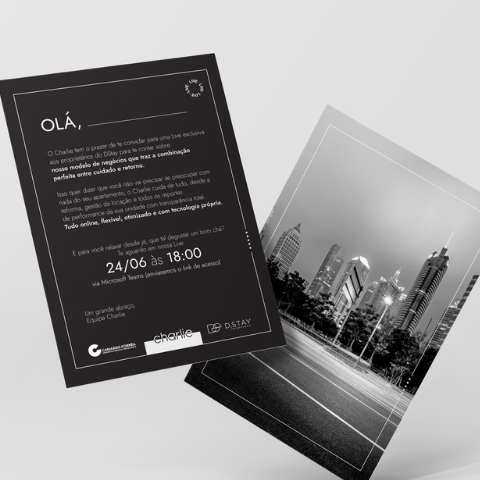 OLÁ,
O Charlie tem o prazer de te convidar para uma Live exclusiva
aos proprietários do DStay para te contar sobre
nosso modelo de negócios que traz a combinação
perfeita entre cuidado e retorno.
Isso quer dizer que você não vai precisar se preocupar com
nada do seu apartamento, o Charlie cuida de tudo, desde a
reforma, gestão da locação e todos os reportes
de performance da sua unidade com transparência total.
Tudo online, flexível, otimizado e com tecnologia própria.
E para você relaxar desde já, que tal degustar um bom chá?
Te aguardo em nossa Live:
24/06 às 18:00
via Microsoft Teams (enviaremos o link de acesso)
Um grande abraço,
Equipe Charlie
CAMARGO CORRÊA
charlie
D.STAY